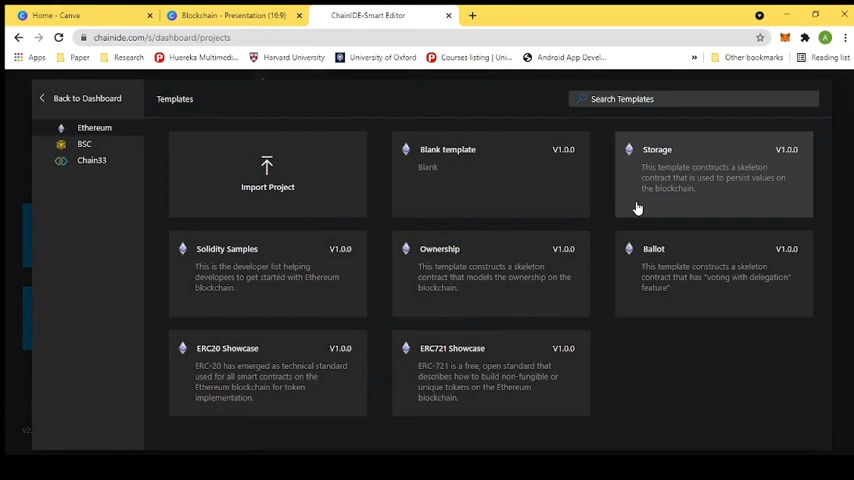 Home - Canva
Blockchain - Presentation (16:9)
ChainIDE-Smart Editor
chainide.com/s/dashboard/projects
A
Apps
Paper
Research
Huereka Multimedi...
Harvard University
University of Oxford
Courses listing | Uni...
Android App Devel...
Other bookmarks
Reading list
Back to Dashboard
Templates
Search Templates
Ethereum
BSC
Chain33
Import Project
Blank template V1.0.0
Blank
Storage V1.0.0
This template constructs a skeleton
contract that is used to persist values on
the blockchain.
Solidity Samples V1.0.0
This is the developer list helping
developers to get started with Ethereum
blockchain.
Ownership V1.0.0
This template constructs a skeleton
contract that models the ownership on the
blockchain.
Ballot V1.0.0
This template constructs a skeleton
contract that has "voting with delegation"
feature"
ERC20 Showcase V1.0.0
ERC-20 has emerged as technical standard
used for all smart contracts on the
Ethereum blockchain for token
implementation.
ERC721 Showcase V1.0.0
ERC-721 is a free, open standard that
describes how to build non-fungible or
unique tokens on the Ethereum
blockchain.